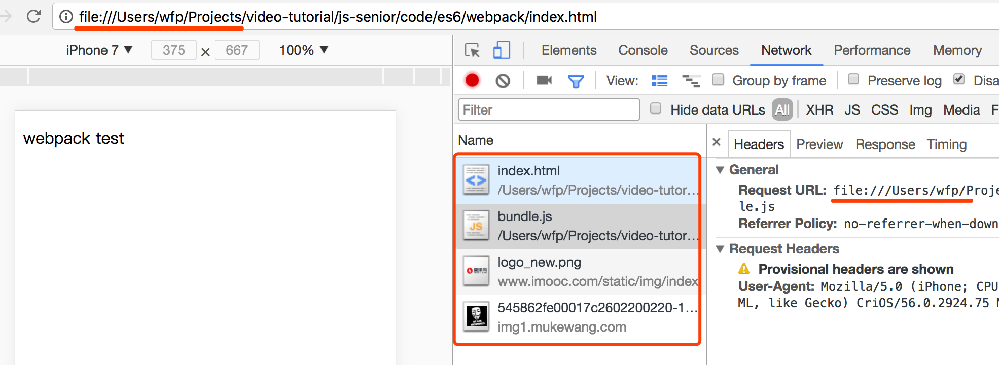 file:///Users/wfp/Projects/video-tutorial/js-senior/code/es6/webpack/index.html
iPhone 7 ▼ 375 × 667 100% ▼
Elements Console Sources Network Performance Memory
View: Group by frame Preserve log Disa
Filter Hide data URLs All XHR JS CSS Img Media F
webpack test
Name
index.html
/Users/wfp/Projects/video-tutor...
bundle.js
/Users/wfp/Projects/video-tutor...
logo_new.png
www.imooc.com/static/img/index
545862fe00017c2602200220-1...
img1.mukewang.com
× Headers Preview Response Timing
▼ General
Request URL: file:///Users/wfp/Proje
le.js
Referrer Policy: no-referrer-when-down
▼ Request Headers
Provisional headers are shown
User-Agent: Mozilla/5.0 (iPhone; CPU
ML, like Gecko) CriOS/56.0.2924.75 M